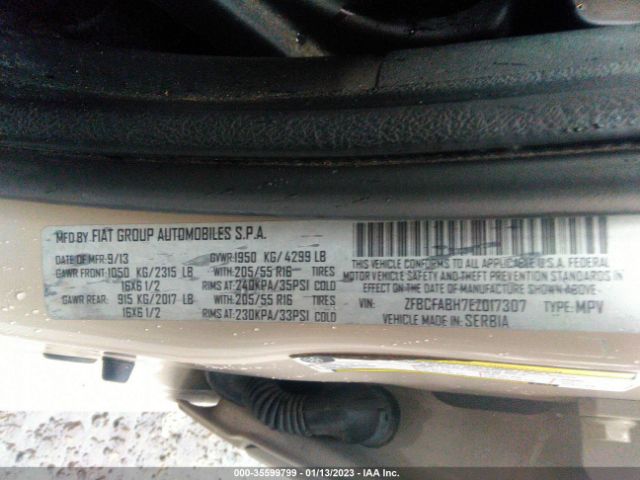 MFD.BY FIAT GROUP AUTOMOBILES S.P.A.
DATE OF MFR 9/13 GVWR 1950 KG/4299 LB
GAWR FRONT: 1050 KG/2315 LB WITH: 205/55 R16 TIRES
16X6 1/2 RIMS AT: 240KPA/35PSI COLD
GAWR REAR: 915 KG/2017 LB WITH: 205/55 R16 TIRES
16X6 1/2 RIMS AT: 230KPA/33PSI COLD
THIS VEHICLE CONFORMS TO ALL APPLICABLE U.S.A. FEDERAL
MOTOR VEHICLE SAFETY, BUMPER, AND THEFT PREVENTION STANDARDS IN
EFFECT ON THE DATE OF MANUFACTURE SHOWN ABOVE.
VIN: ZFBCFABH7EZ017307 TYPE: MPV
VEHICLE MADE IN: SERBIA
000-35599799 — 01/13/2023 — IAA Inc.